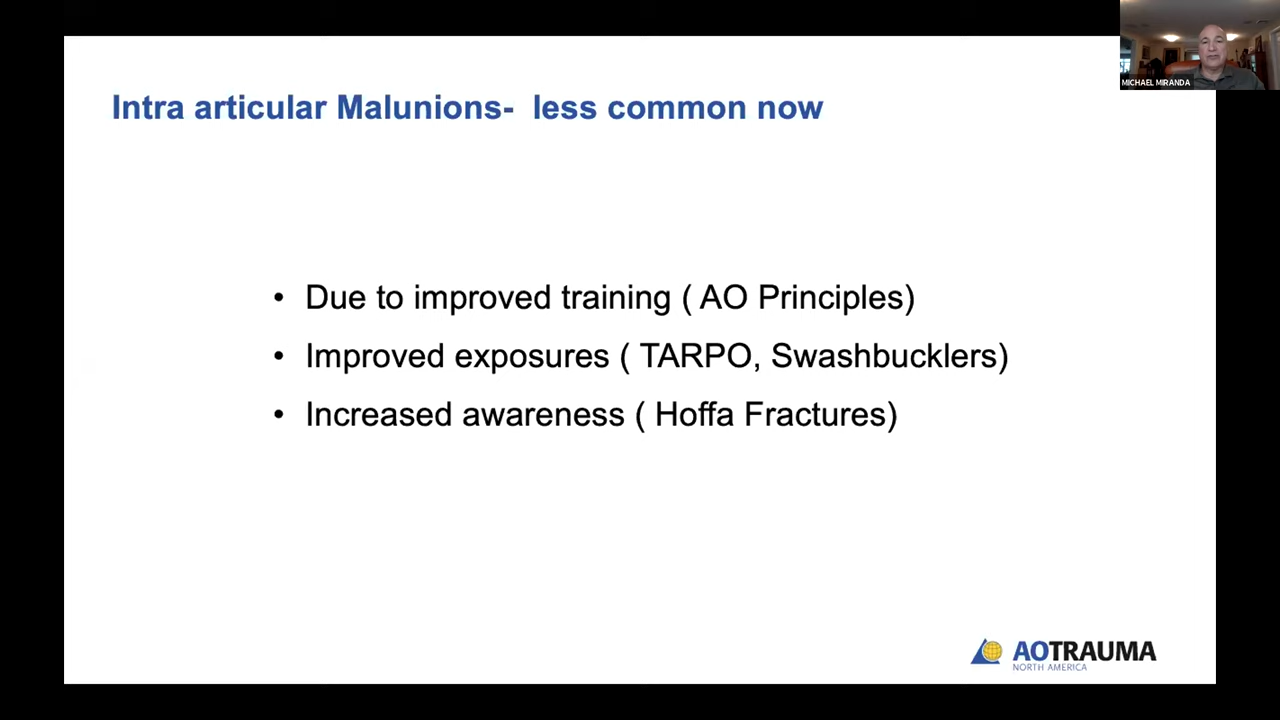 MICHAEL MIRANDA
Intra articular Malunions- less common now
• Due to improved training ( AO Principles)
• Improved exposures ( TARPO, Swashbucklers)
• Increased awareness ( Hoffa Fractures)
AOTRAUMA
NORTH AMERICA